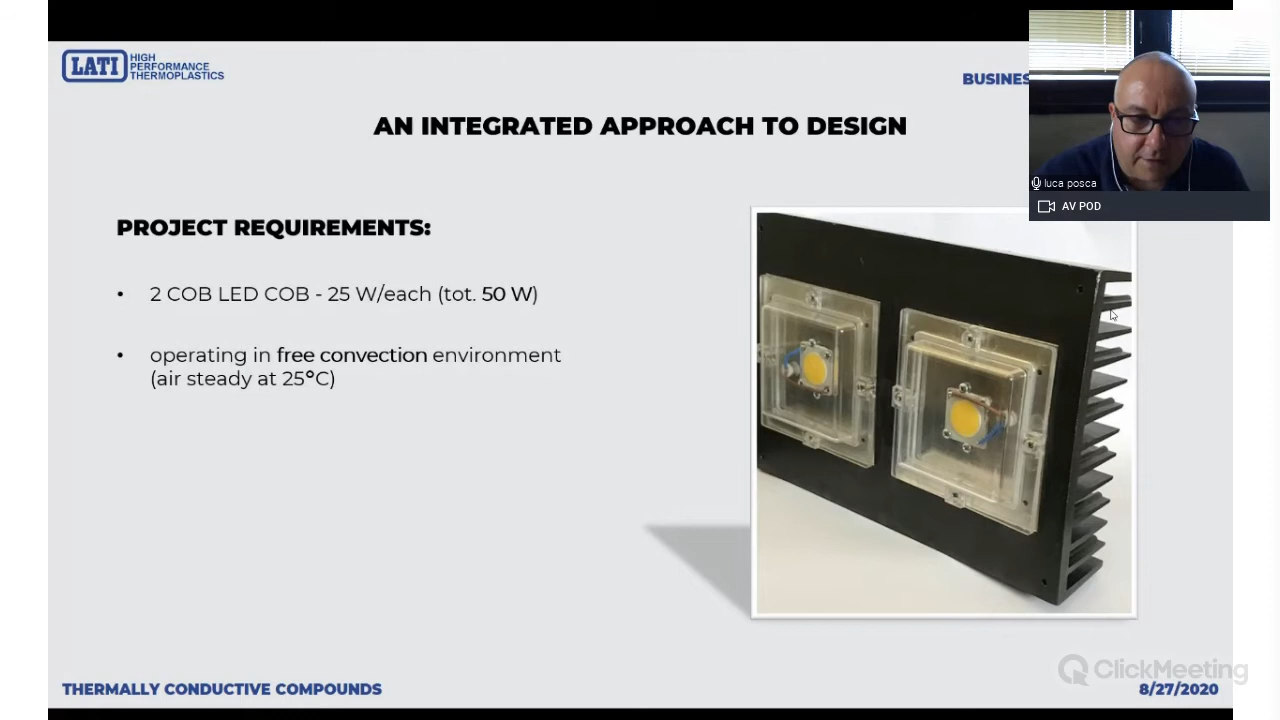 LATI HIGH
PERFORMANCE
THERMOPLASTICS
BUSINES
AN INTEGRATED APPROACH TO DESIGN
luca posca
AV POD
PROJECT REQUIREMENTS:
• 2 COB LED COB - 25 W/each (tot. 50 W)
• operating in free convection environment
(air steady at 25°C)
ClickMeeting
THERMALLY CONDUCTIVE COMPOUNDS
8/27/2020